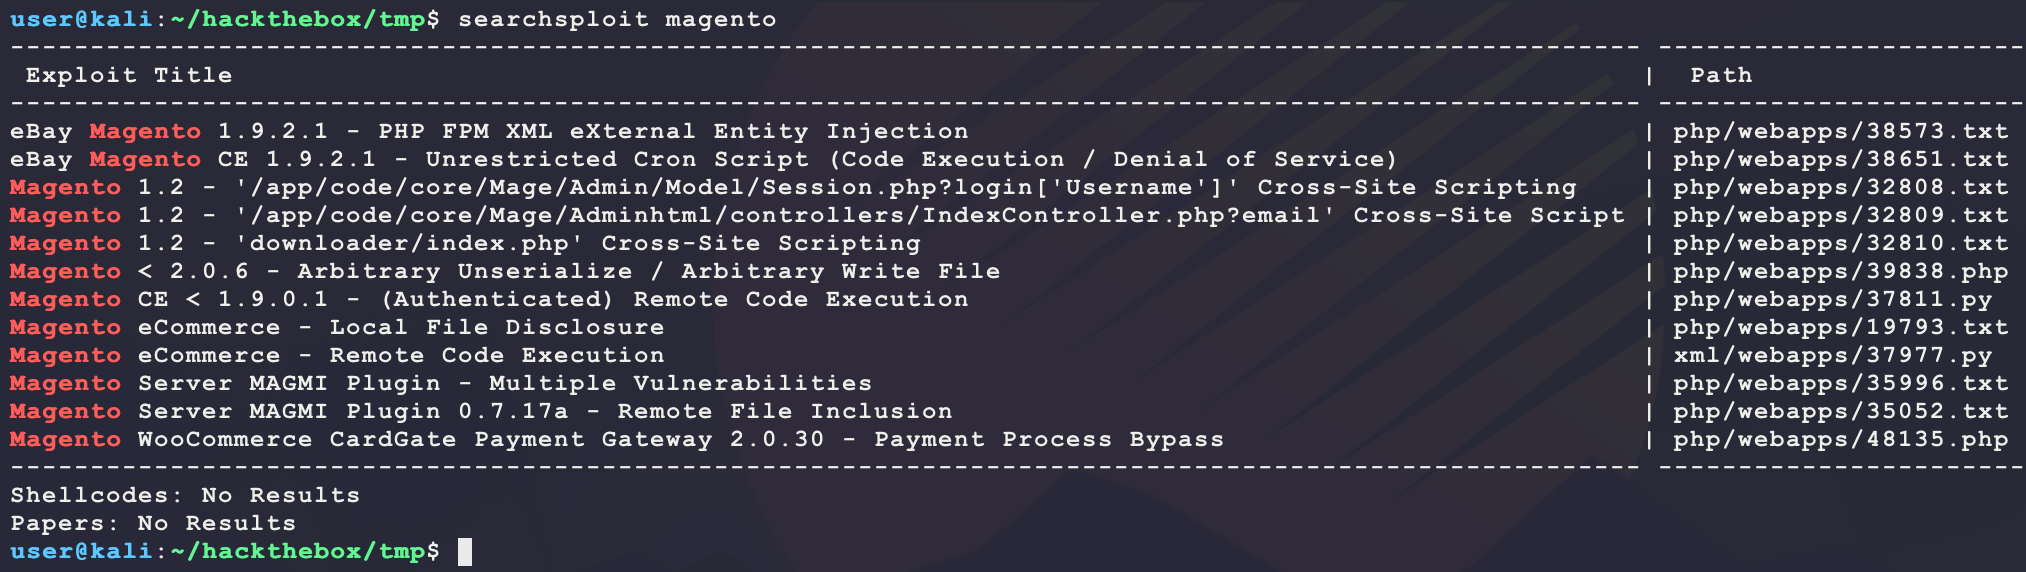 user@kali:~/hackthebox/tmp$ searchsploit magento
------------------------------------------------------------------------------------------------------ -----------------------
 Exploit Title                                                                                        |  Path
------------------------------------------------------------------------------------------------------ -----------------------
eBay Magento 1.9.2.1 - PHP FPM XML eXternal Entity Injection                                          | php/webapps/38573.txt
eBay Magento CE 1.9.2.1 - Unrestricted Cron Script (Code Execution / Denial of Service)               | php/webapps/38651.txt
Magento 1.2 - '/app/code/core/Mage/Admin/Model/Session.php?login['Username']' Cross-Site Scripting    | php/webapps/32808.txt
Magento 1.2 - '/app/code/core/Mage/Adminhtml/controllers/IndexController.php?email' Cross-Site Script | php/webapps/32809.txt
Magento 1.2 - 'downloader/index.php' Cross-Site Scripting                                             | php/webapps/32810.txt
Magento < 2.0.6 - Arbitrary Unserialize / Arbitrary Write File                                        | php/webapps/39838.php
Magento CE < 1.9.0.1 - (Authenticated) Remote Code Execution                                          | php/webapps/37811.py
Magento eCommerce - Local File Disclosure                                                             | php/webapps/19793.txt
Magento eCommerce - Remote Code Execution                                                             | xml/webapps/37977.py
Magento Server MAGMI Plugin - Multiple Vulnerabilities                                                | php/webapps/35996.txt
Magento Server MAGMI Plugin 0.7.17a - Remote File Inclusion                                           | php/webapps/35052.txt
Magento WooCommerce CardGate Payment Gateway 2.0.30 - Payment Process Bypass                          | php/webapps/48135.php
------------------------------------------------------------------------------------------------------ -----------------------
Shellcodes: No Results
Papers: No Results
user@kali:~/hackthebox/tmp$